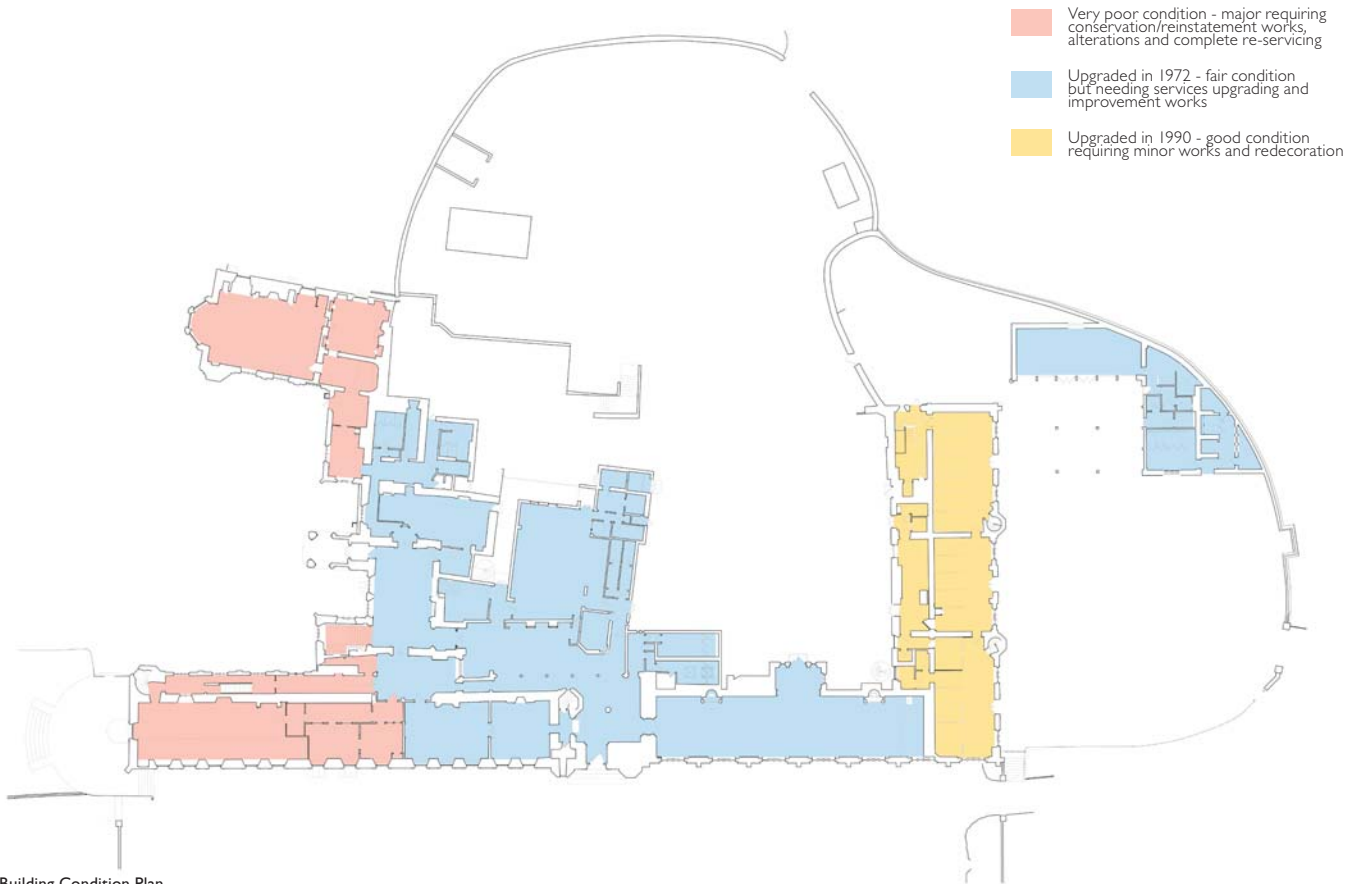 Very poor condition - major requiring
conservation/reinstatement works,
alterations and complete re-servicing
Upgraded in 1972 - fair condition
but needing services upgrading and
improvement works
Upgraded in 1990 - good condition
requiring minor works and redecoration
Building Condition Plan